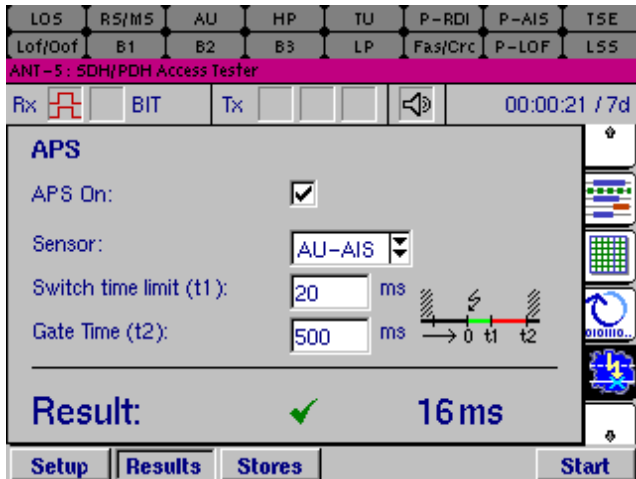 LOS RS/MS AU HP TU P-RDI P-AIS TSE
Lof/Oof B1 B2 B3 LP Fas/Crc P-LOF LSS
ANT-5: SDH/PDH Access Tester
Rx BIT Tx 00:00:21 / 7d
APS
APS On:
Sensor: AU-AIS
Switch time limit (t1): 20 ms
Gate Time (t2): 500 ms
0 t1 t2
Result: 16ms
Setup Results Stores Start